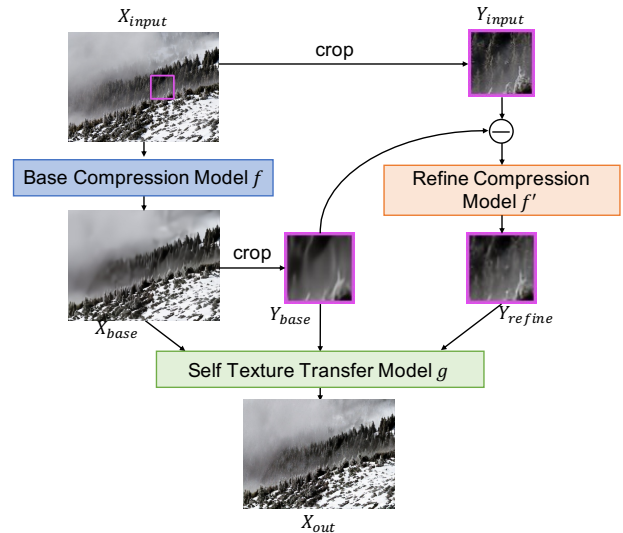 X_input
Y_input
crop
Base Compression Model f
Refine Compression
Model f'
crop
X_base
Y_base
Y_refine
Self Texture Transfer Model g
X_out